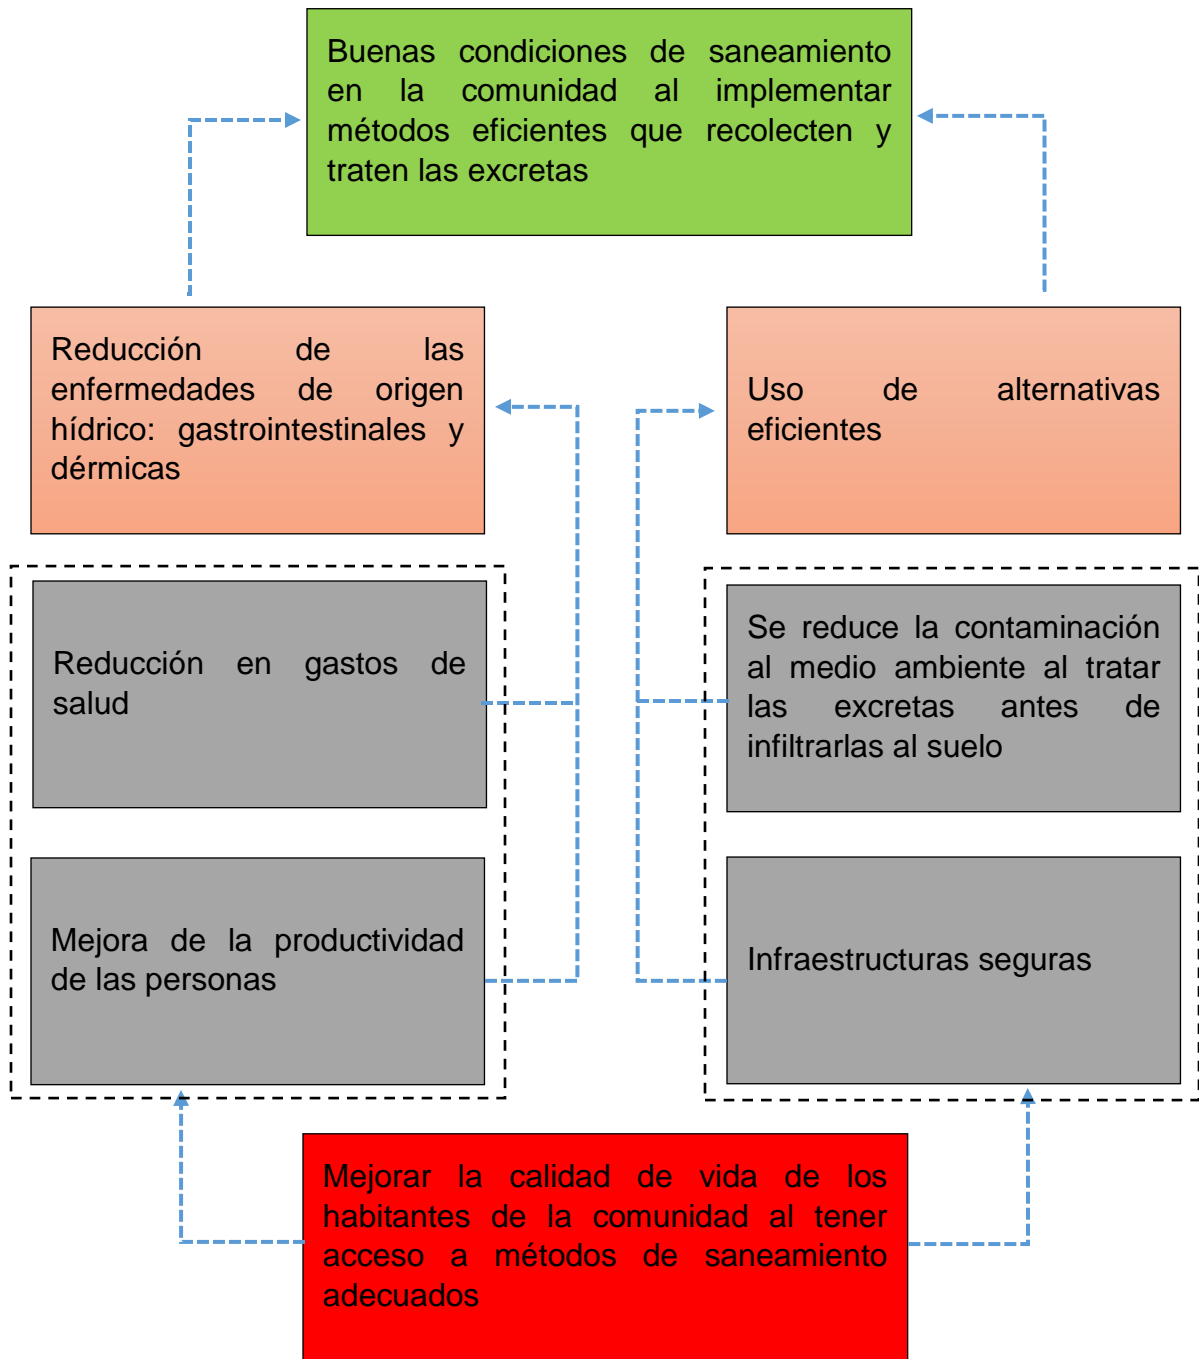 Buenas condiciones de saneamiento
en la comunidad al implementar
métodos eficientes que recolecten y
traten las excretas
Reducción de las
enfermedades de origen
hídrico: gastrointestinales y
dérmicas
Uso de alternativas
eficientes
Reducción en gastos de
salud
Se reduce la contaminación
al medio ambiente al tratar
las excretas antes de
infiltrarlas al suelo
Mejora de la productividad
de las personas
Infraestructuras seguras
Mejorar la calidad de vida de los
habitantes de la comunidad al tener
acceso a métodos de saneamiento
adecuados